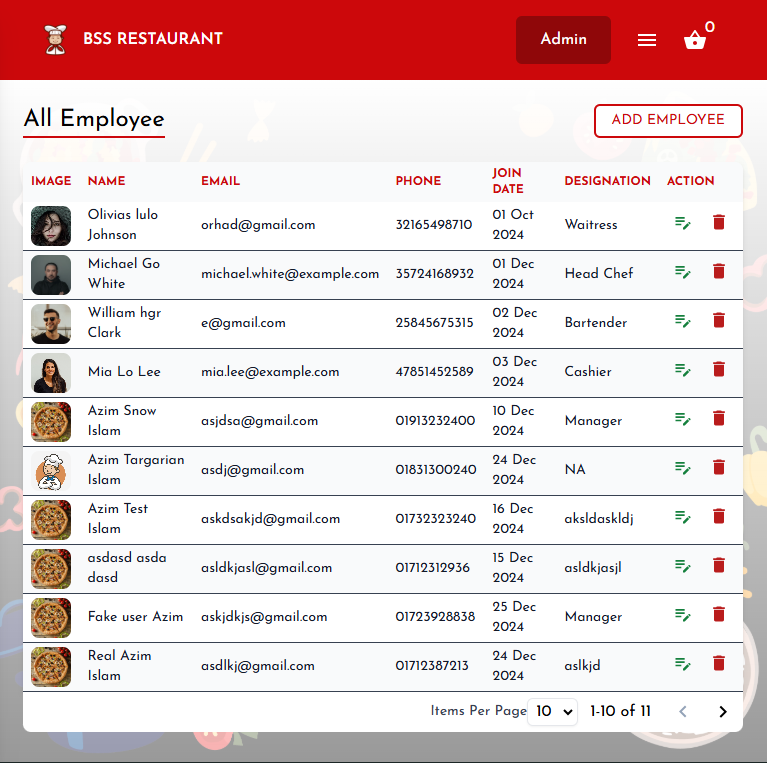 BSS RESTAURANT Admin 0
All Employee ADD EMPLOYEE
IMAGE NAME EMAIL PHONE JOIN DATE DESIGNATION ACTION
Olivias lulo Johnson orhad@gmail.com 32165498710 01 Oct 2024 Waitress
Michael Go White michael.white@example.com 35724168932 01 Dec 2024 Head Chef
William hgr Clark e@gmail.com 25845675315 02 Dec 2024 Bartender
Mia Lo Lee mia.lee@example.com 47851452589 03 Dec 2024 Cashier
Azim Snow Islam asjdsa@gmail.com 01913232400 10 Dec 2024 Manager
Azim Targarian Islam asdj@gmail.com 01831300240 24 Dec 2024 NA
Azim Test Islam askdsakjd@gmail.com 01732323240 16 Dec 2024 aksldaskldj
asdasd asda dasd asldkjasl@gmail.com 01712312936 15 Dec 2024 asldkjasjl
Fake user Azim askjdkjs@gmail.com 01723928838 25 Dec 2024 Manager
Real Azim Islam asdlkj@gmail.com 01712387213 24 Dec 2024 aslkjd
Items Per Page 10 1-10 of 11